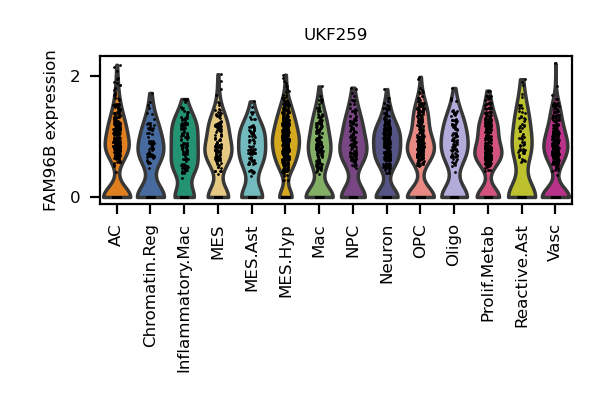 UKF259
FAM96B expression
2
0
AC
Chromatin.Reg
Inflammatory.Mac
MES
MES.Ast
MES.Hyp
Mac
NPC
Neuron
OPC
Oligo
Prolif.Metab
Reactive.Ast
Vasc